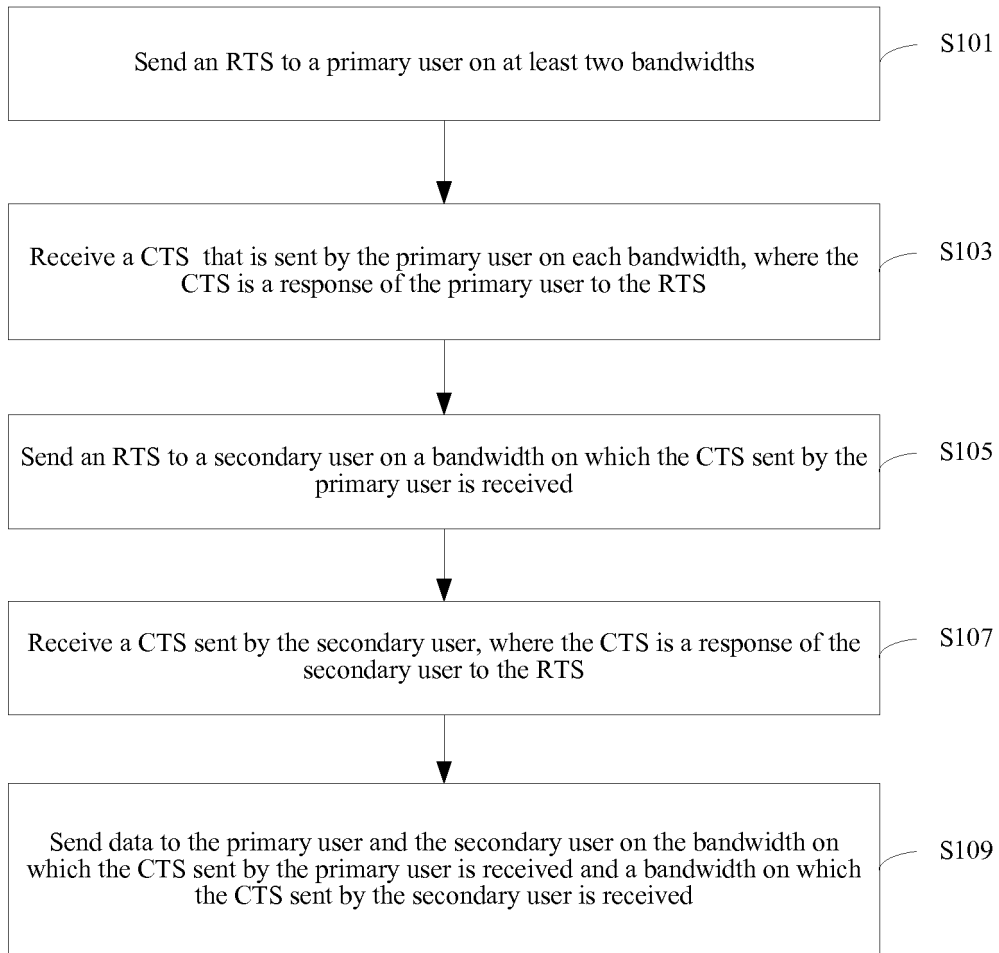 Send an RTS to a primary user on at least two bandwidths
S101
Receive a CTS  that is sent by the primary user on each bandwidth, where the
CTS is a response of the primary user to the RTS
S103
Send an RTS to a secondary user on a bandwidth on which the CTS sent by the
primary user is received
S105
Receive a CTS sent by the secondary user, where the CTS is a response of the
secondary user to the RTS
S107
Send data to the primary user and the secondary user on the bandwidth on
which the CTS sent by the primary user is received and a bandwidth on which
the CTS sent by the secondary user is received
S109